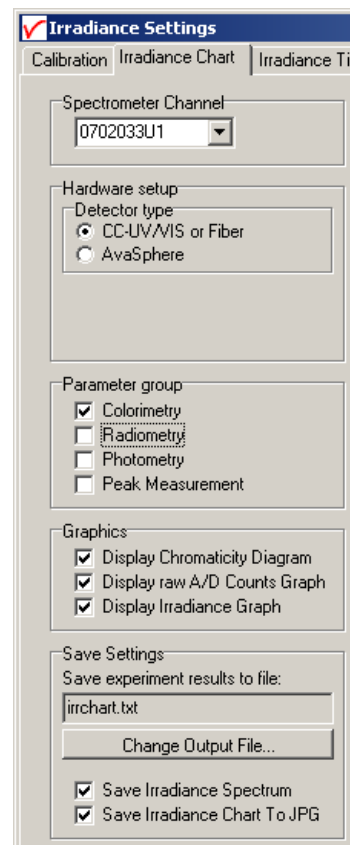 Irradiance Settings
Calibration Irradiance Chart Irradiance Ti
Spectrometer Channel
0702033U1
Hardware setup
Detector type
CC-UV/VIS or Fiber
AvaSphere
Parameter group
Colorimetry
Radiometry
Photometry
Peak Measurement
Graphics
Display Chromaticity Diagram
Display raw A/D Counts Graph
Display Irradiance Graph
Save Settings
Save experiment results to file:
irrchart.txt
Change Output File...
Save Irradiance Spectrum
Save Irradiance Chart To JPG